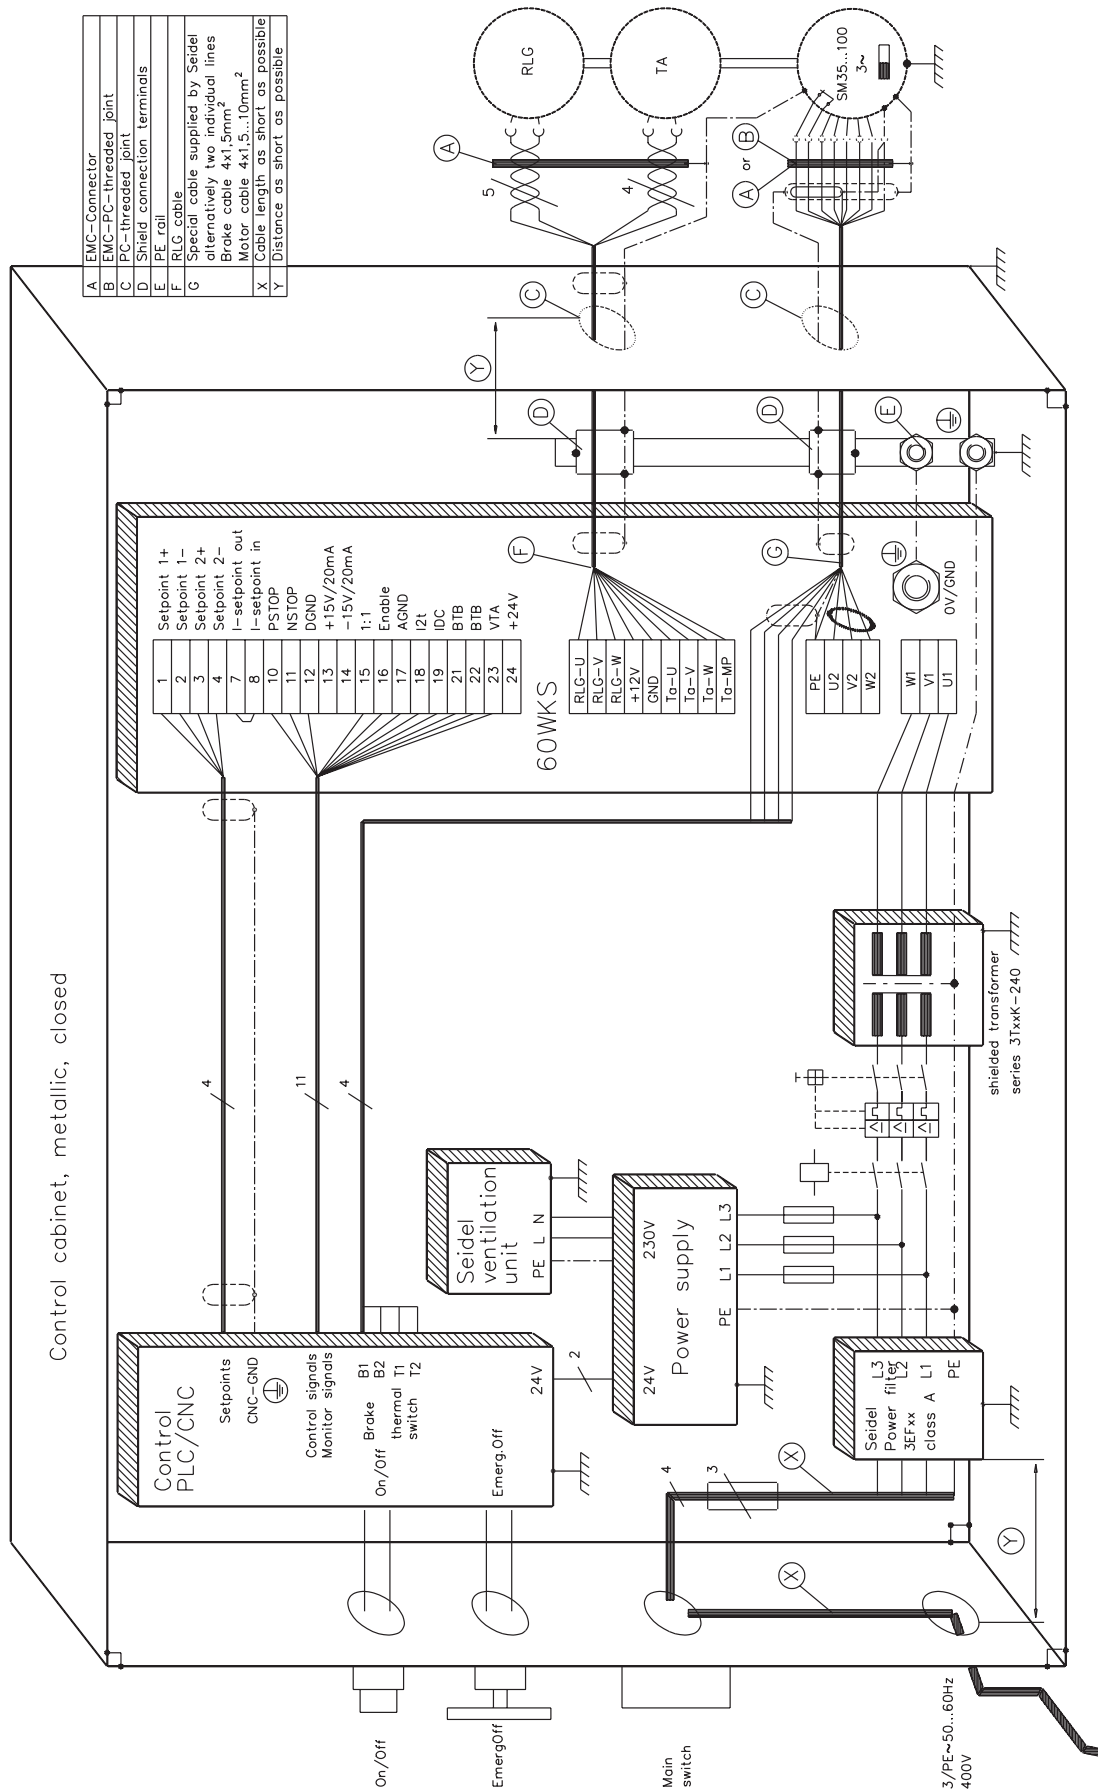 Control cabinet, metallic, closed
A EMC-Connector
B EMC-PC-threaded joint
C PC-threaded joint
D Shield connection terminals
E PE rail
F RLG cable
G Special cable supplied by Seidel
alternatively two individual lines
Brake cable 4x1,5mm²
Motor cable 4x1,5...10mm²
X Cable length as short as possible
Y Distance as short as possible
Control
PLC/CNC
Setpoints
CNC-GND
Control signals
Monitor signals
Brake B1
B2
thermal T1
switch T2
On/Off
Emerg.Off
24V
4
11
4
2
Seidel
ventilation
unit
PE L N
24V
230V
Power supply
PE L1 L2 L3
Seidel
Power filter
3EFxx
class A
L3
L2
L1
PE
4
3
X
X
Y
On/Off
EmergOff
Main
switch
3/PE~50...60Hz
400V
shielded transformer
series 3TxxK-240
60WKS
1 Setpoint 1+
2 Setpoint 1-
3 Setpoint 2+
4 Setpoint 2-
7 I-setpoint out
8 I-setpoint in
10 PSTOP
11 NSTOP
12 DGND
13 +15V/20mA
14 -15V/20mA
15 1:1
16 Enable
17 AGND
18 I2t
19 IDC
21 BTB
22 BTB
23 VTA
24 +24V
RLG-U
RLG-V
RLG-W
+12V
GND
Ta-U
Ta-V
Ta-W
Ta-MP
PE
U2
V2
W2
W1
V1
U1
0V/GND
F
G
D
D
E
Y
C
C
5
4
A
A or B
RLG
TA
SM35...100
3~